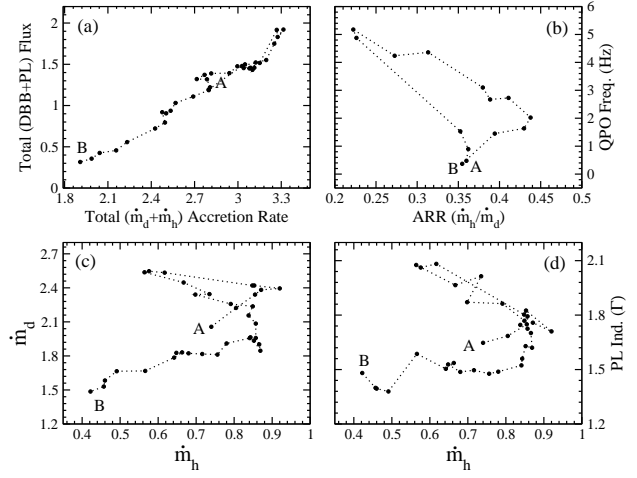 2
1.5
1
0.5
0
Total (DBB+PL) Flux
(a)
A
B
1.8 2.1 2.4 2.7 3 3.3
Total (ṁd+ṁh) Accretion Rate
(b)
B A
6
5
4
3
2
1
0
QPO Freq. (Hz)
0.2 0.25 0.3 0.35 0.4 0.45 0.5
ARR (ṁh/ṁd)
2.7
2.4
2.1
1.8
1.5
1.2
ṁd
(c)
A
B
0.4 0.5 0.6 0.7 0.8 0.9 1
ṁh
(d)
B
A
2.1
1.8
1.5
1.2
PL Ind. (Γ)
0.4 0.5 0.6 0.7 0.8 0.9 1
ṁh